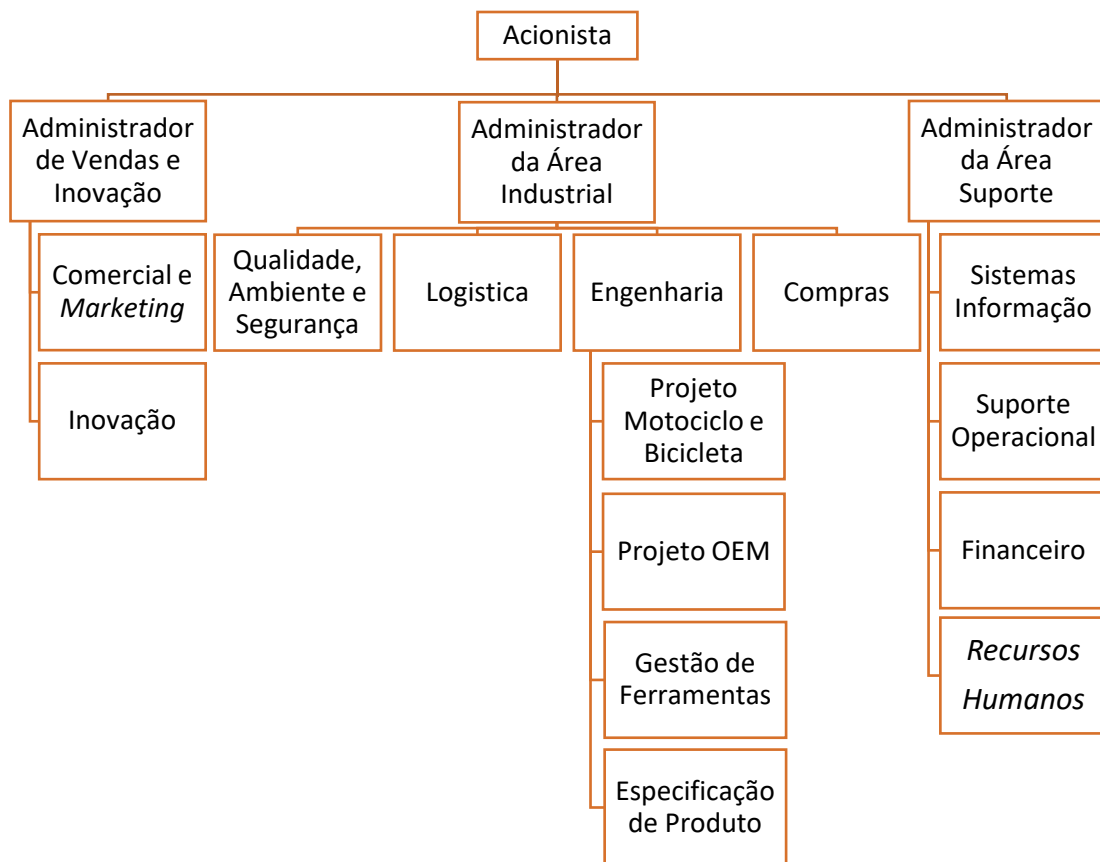 Acionista
Administrador
de Vendas e
Inovação
Administrador
da Área
Industrial
Administrador
da Área
Suporte
Comercial e
Marketing
Inovação
Qualidade,
Ambiente e
Segurança
Logistica
Engenharia
Compras
Projeto
Motociclo e
Bicicleta
Projeto OEM
Gestão de
Ferramentas
Especificação
de Produto
Sistemas
Informação
Suporte
Operacional
Financeiro
Recursos
Humanos